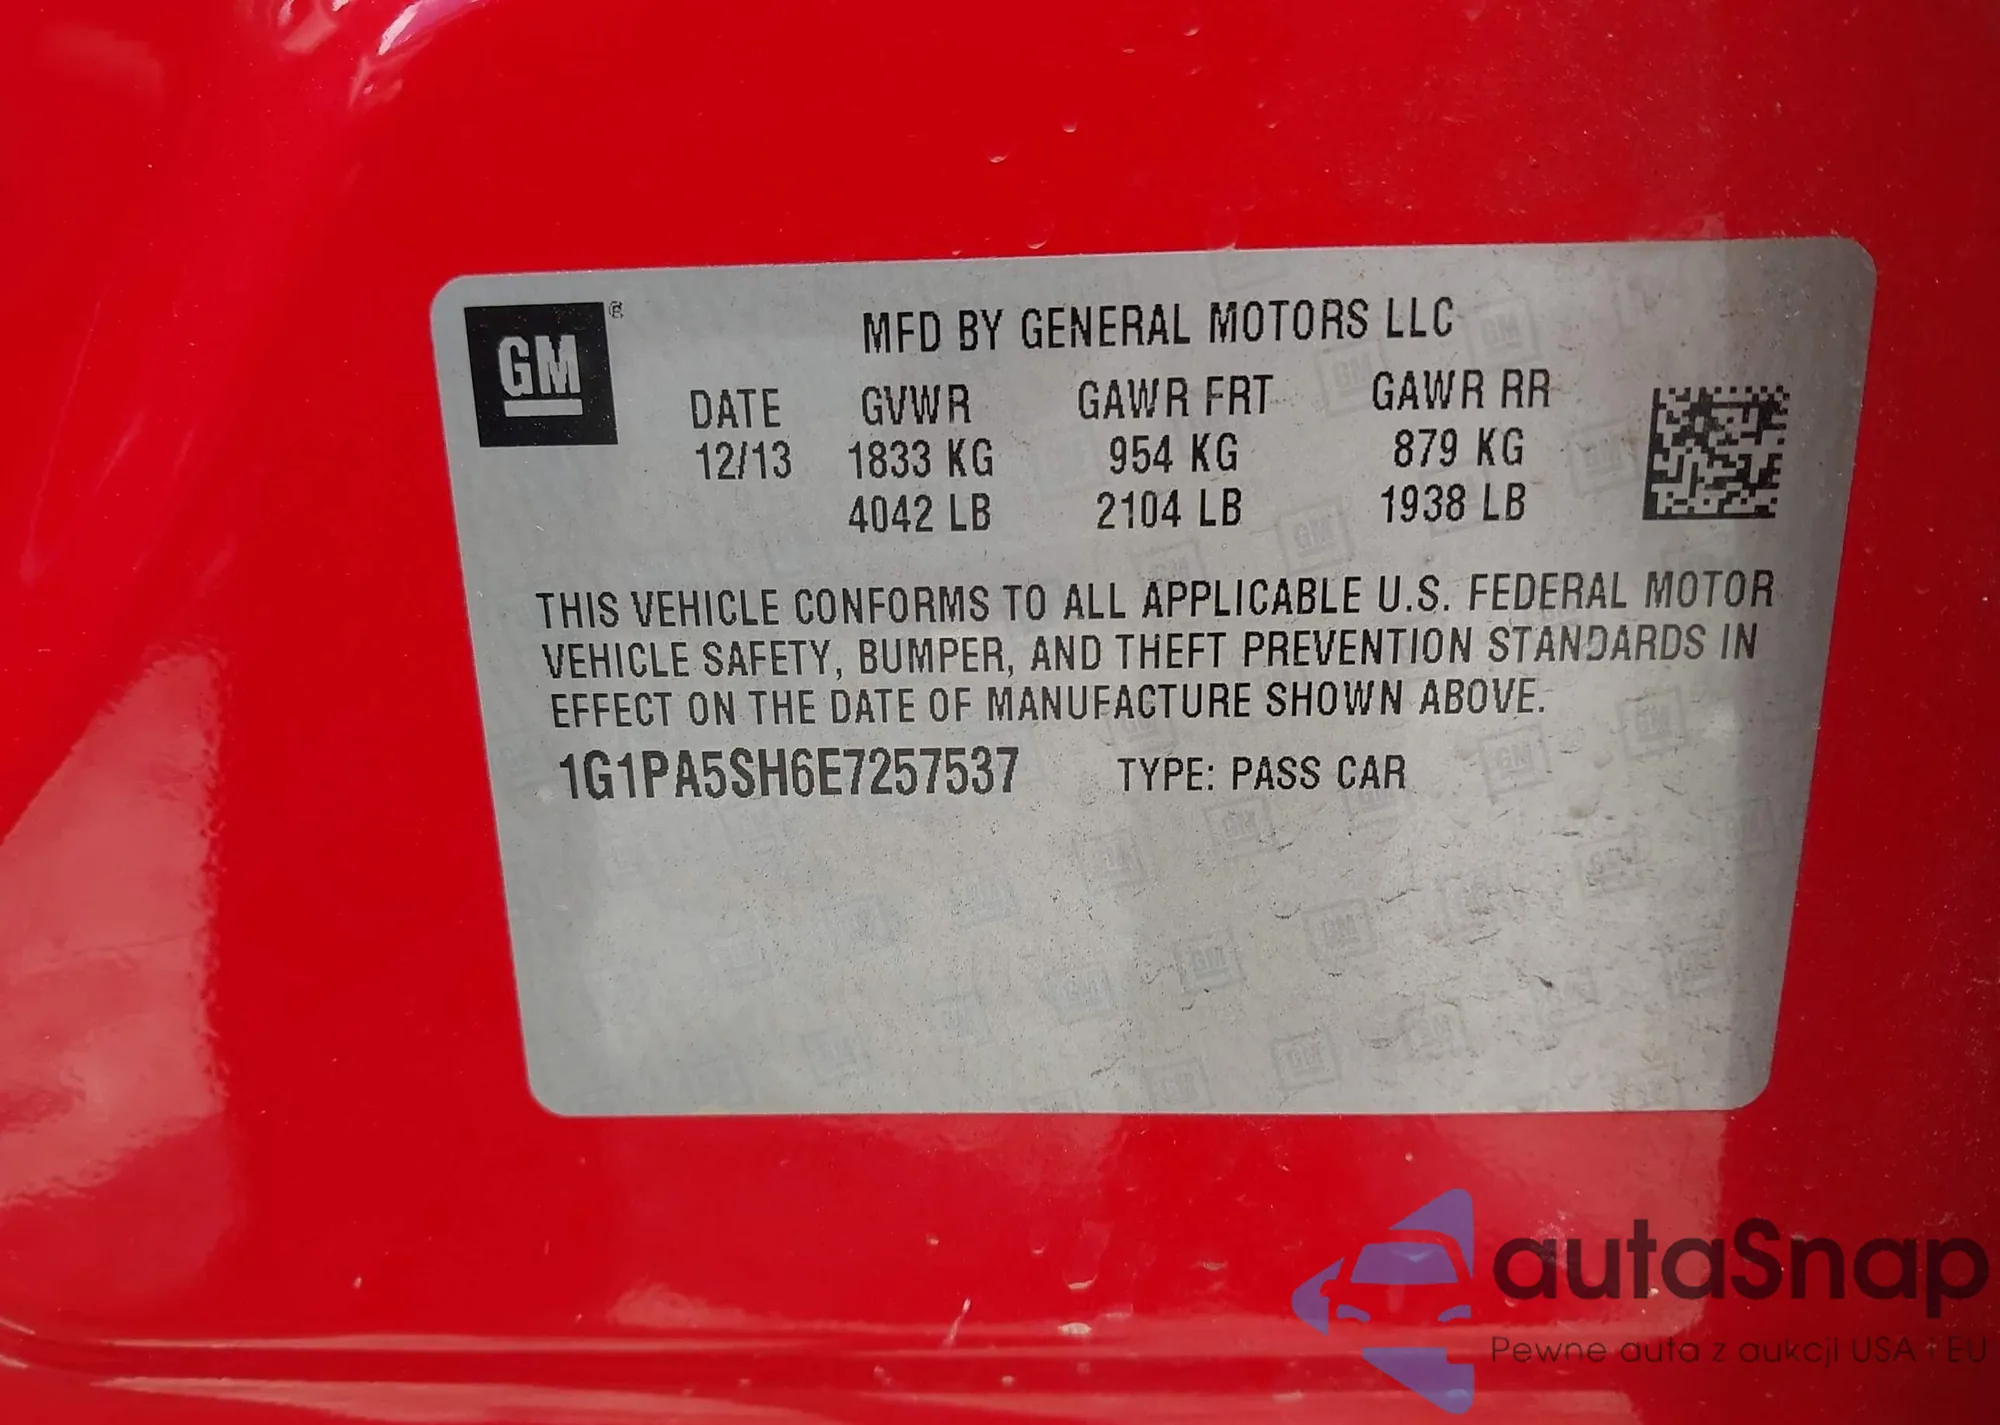 GM®
MFD BY GENERAL MOTORS LLC
DATE GVWR GAWR FRT GAWR RR
12/13 1833 KG 954 KG 879 KG
4042 LB 2104 LB 1938 LB
THIS VEHICLE CONFORMS TO ALL APPLICABLE U.S. FEDERAL MOTOR
VEHICLE SAFETY, BUMPER, AND THEFT PREVENTION STANDARDS IN
EFFECT ON THE DATE OF MANUFACTURE SHOWN ABOVE.
1G1PA5SH6E7257537 TYPE: PASS CAR
autaSnap
Pewne auta z aukcji USA i EU